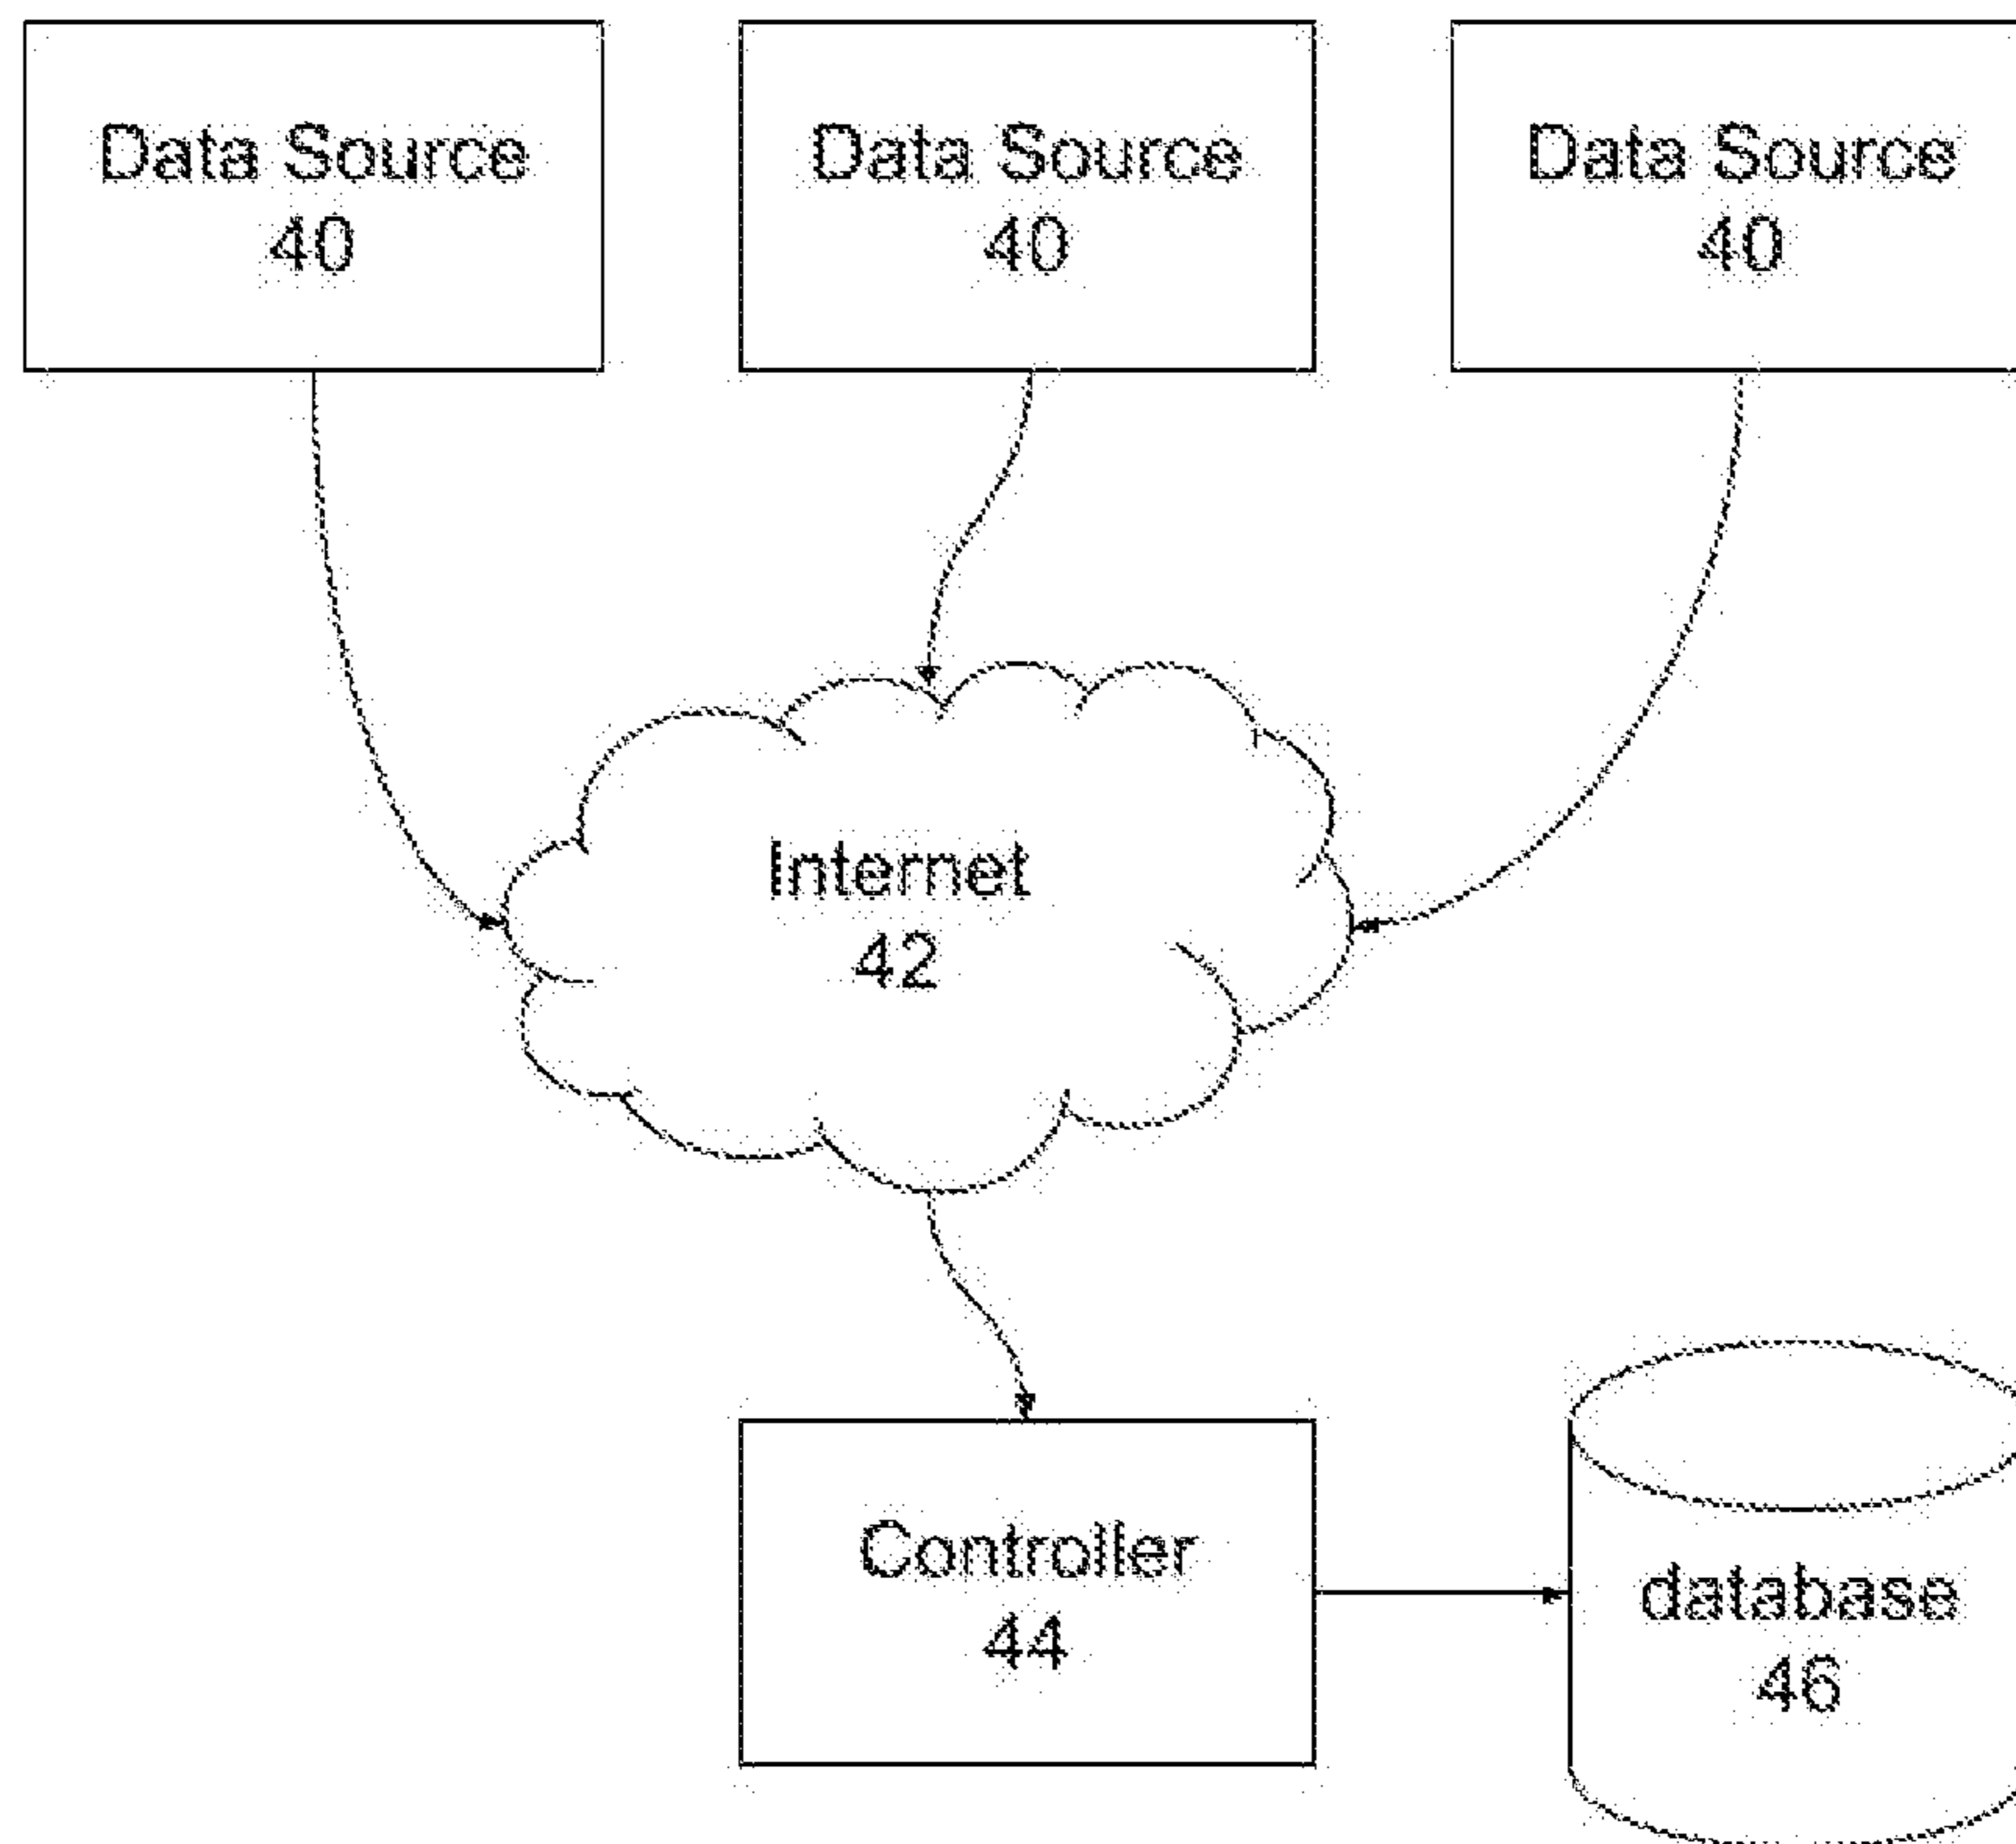 Data Source
40
Data Source
40
Data Source
40
Internet
42
Controller
44
database
46